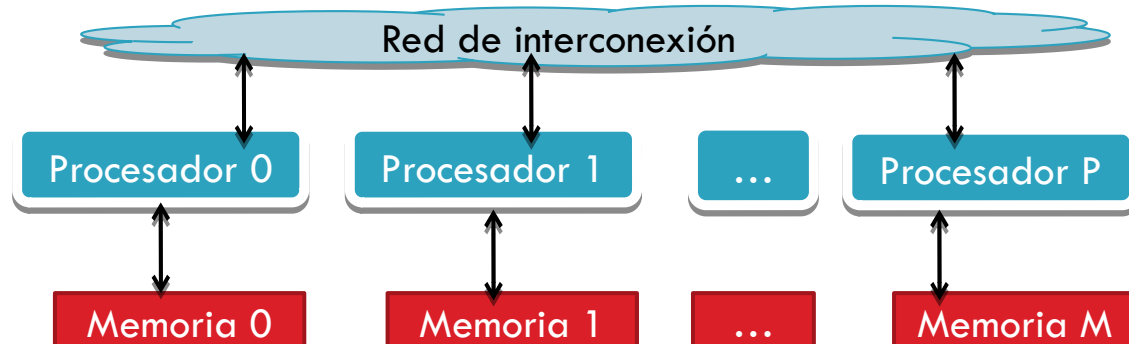 Red de interconexión
Procesador 0
Procesador 1
...
Procesador P
Memoria 0
Memoria 1
...
Memoria M